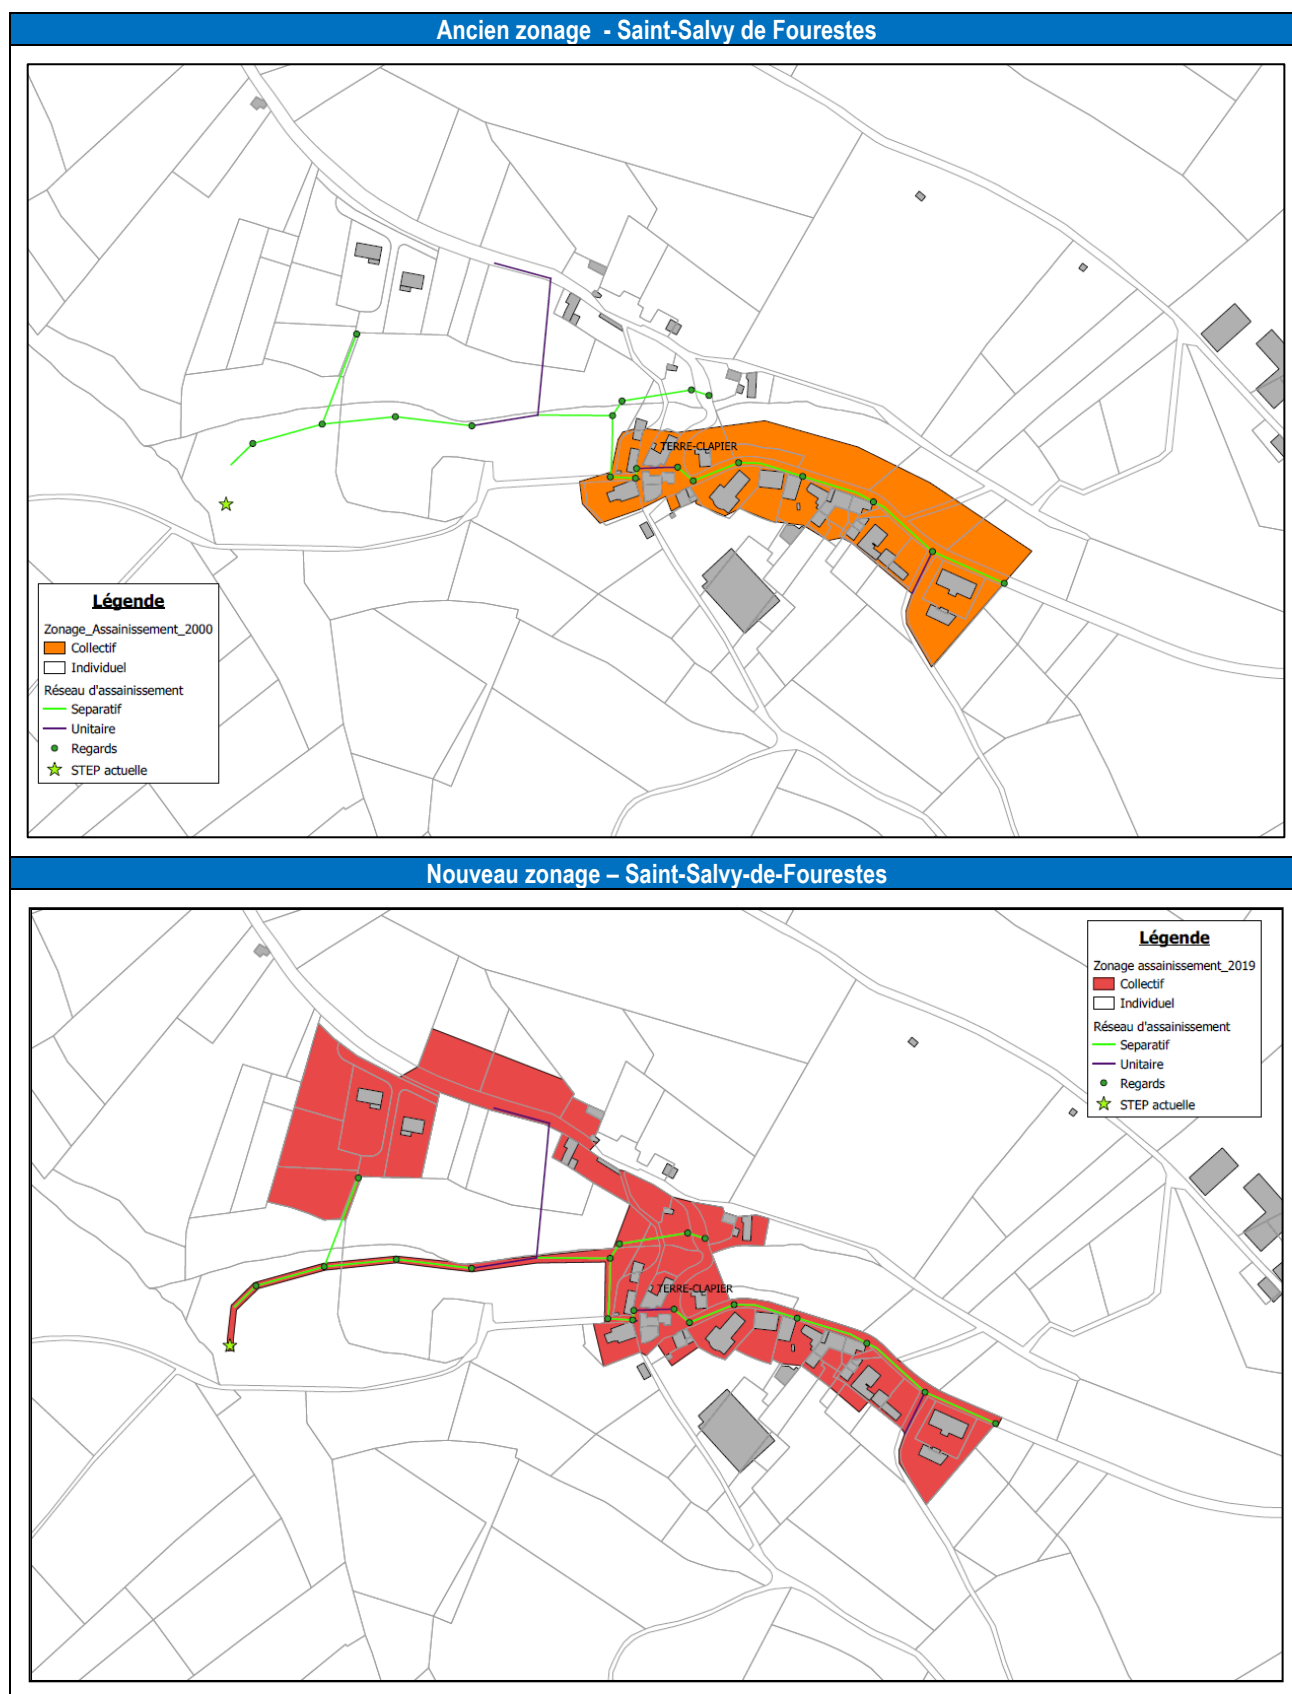 Ancien zonage - Saint-Salvy de Fourestes
TERRE-CLAPIER
Légende
Zonage_Assainissement_2000
Collectif
Individuel
Réseau d'assainissement
Separatif
Unitaire
Regards
STEP actuelle
Nouveau zonage – Saint-Salvy-de-Fourestes
Légende
Zonage assainissement_2019
Collectif
Individuel
Réseau d'assainissement
Separatif
Unitaire
Regards
STEP actuelle
TERRE-CLAPIER